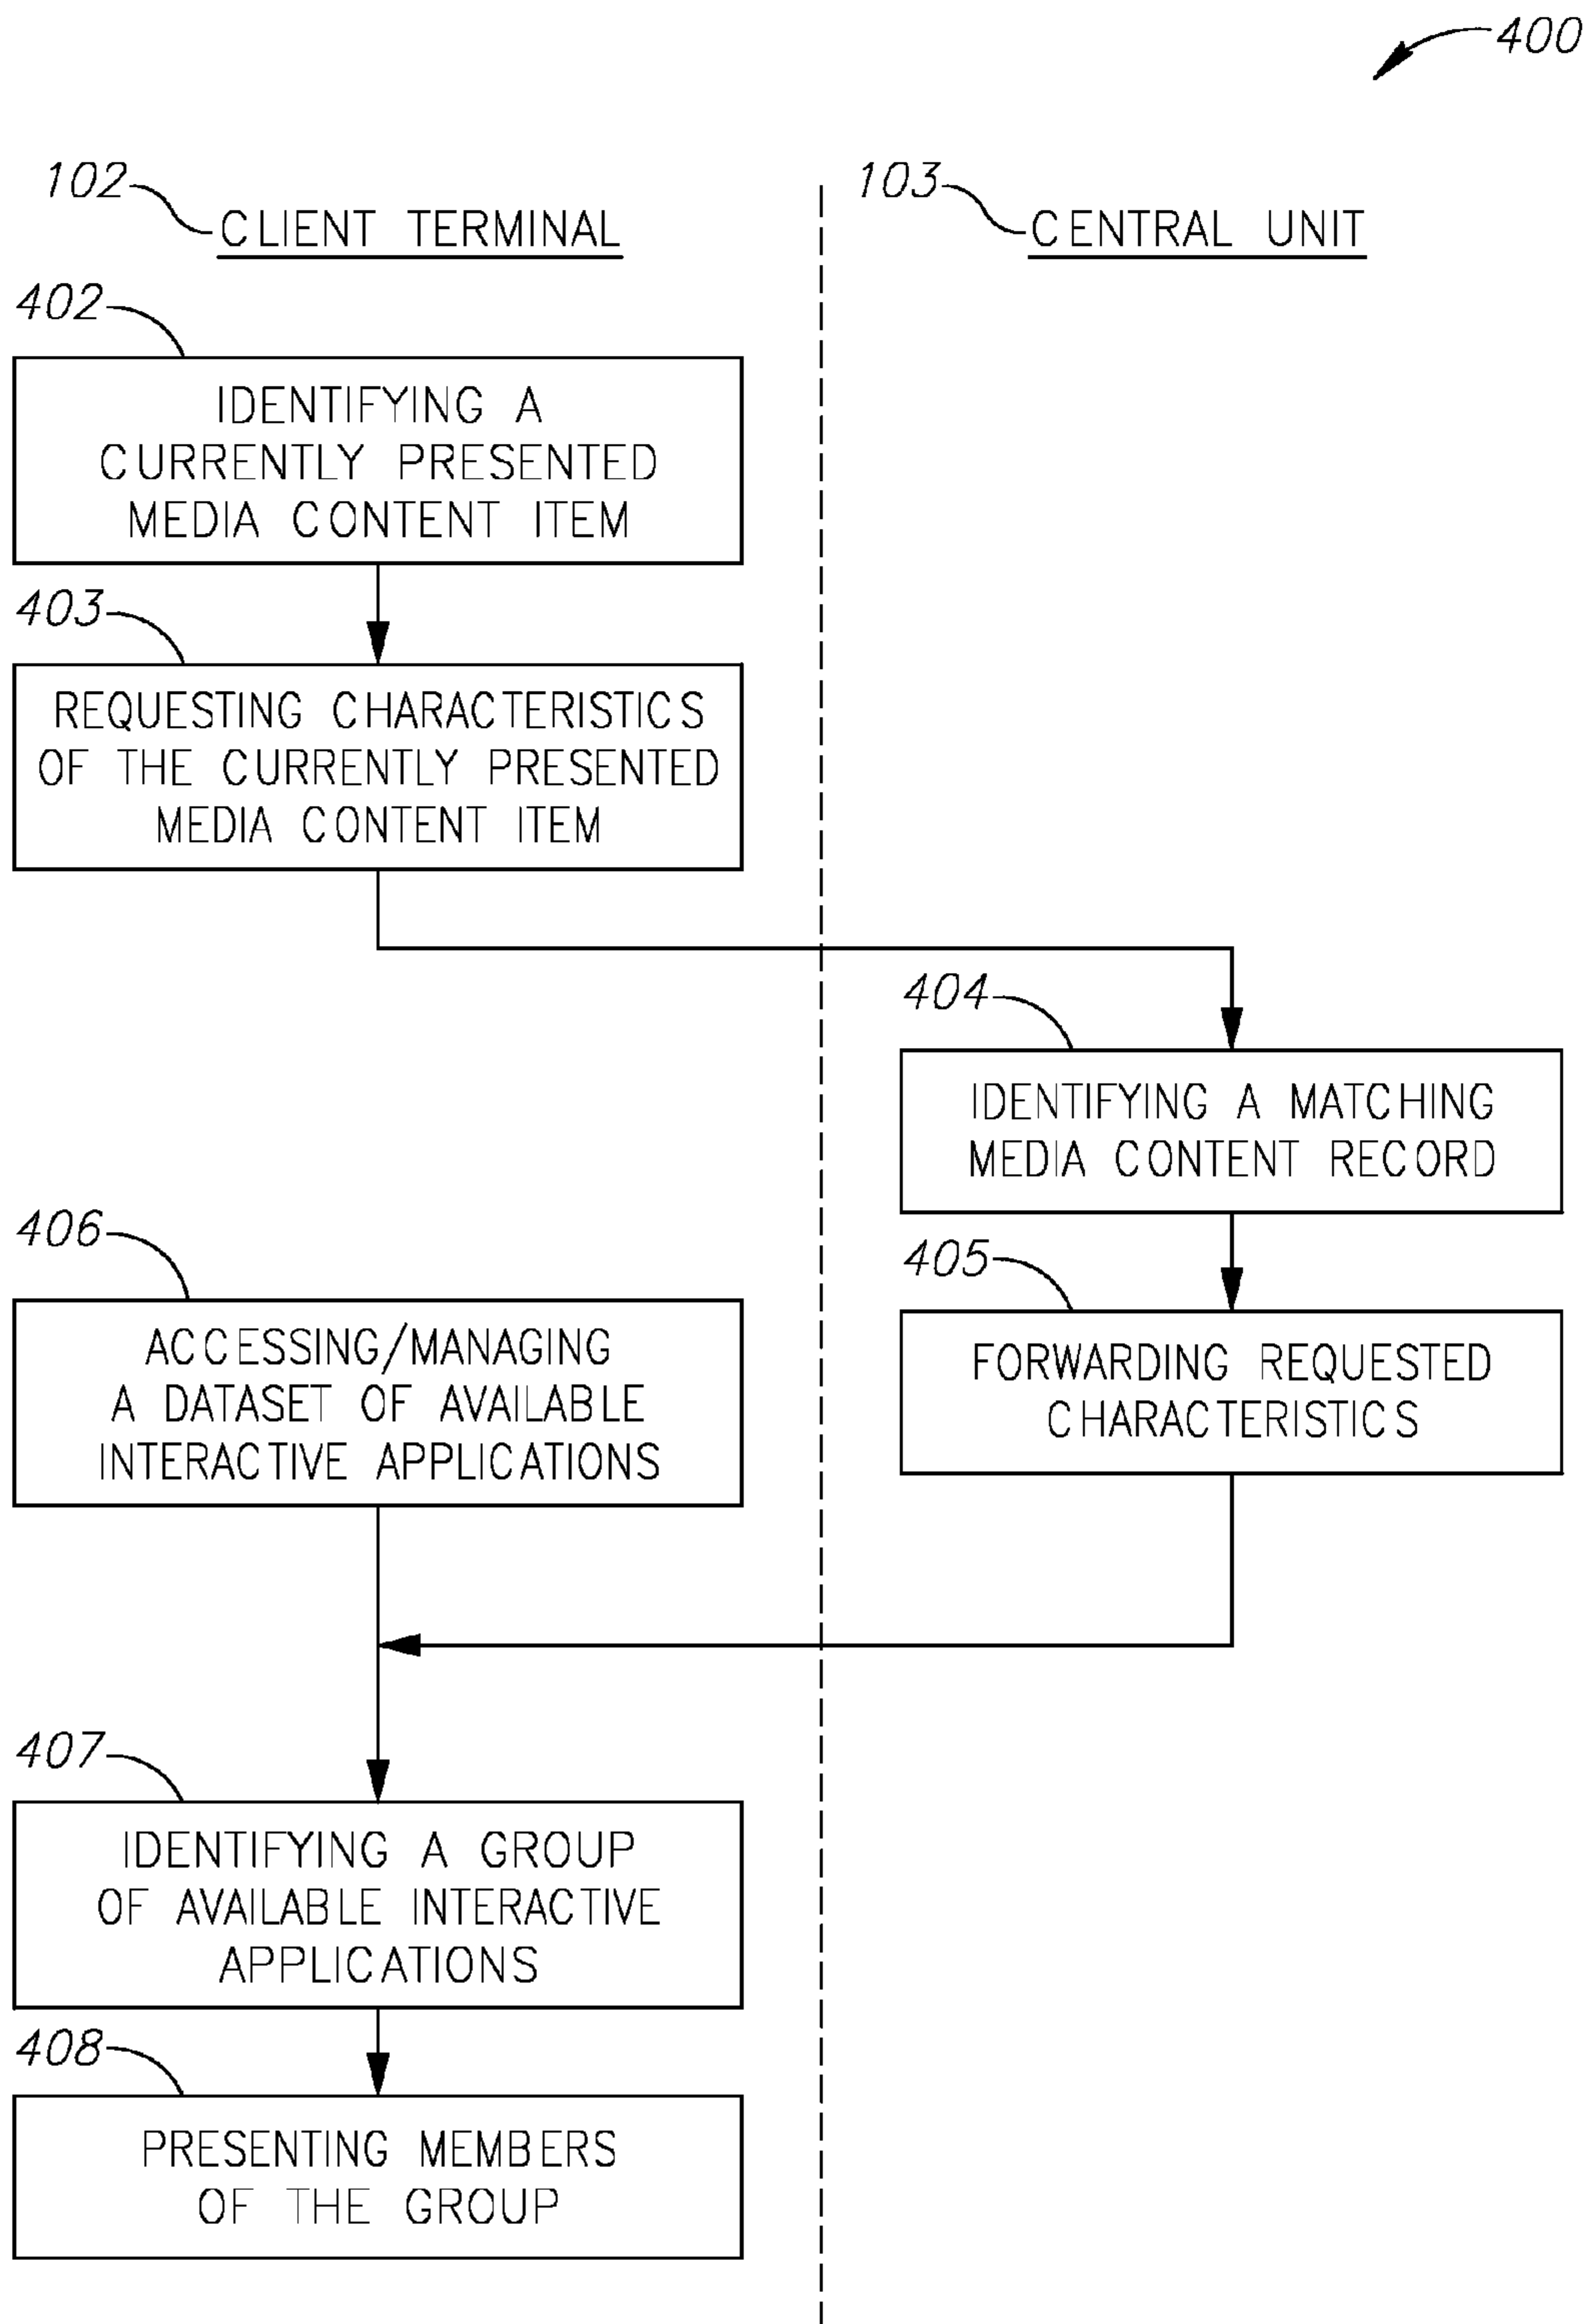 400
102
CLIENT TERMINAL
103
CENTRAL UNIT
402
IDENTIFYING A
CURRENTLY PRESENTED
MEDIA CONTENT ITEM
403
REQUESTING CHARACTERISTICS
OF THE CURRENTLY PRESENTED
MEDIA CONTENT ITEM
404
IDENTIFYING A MATCHING
MEDIA CONTENT RECORD
405
FORWARDING REQUESTED
CHARACTERISTICS
406
ACCESSING/MANAGING
A DATASET OF AVAILABLE
INTERACTIVE APPLICATIONS
407
IDENTIFYING A GROUP
OF AVAILABLE INTERACTIVE
APPLICATIONS
408
PRESENTING MEMBERS
OF THE GROUP